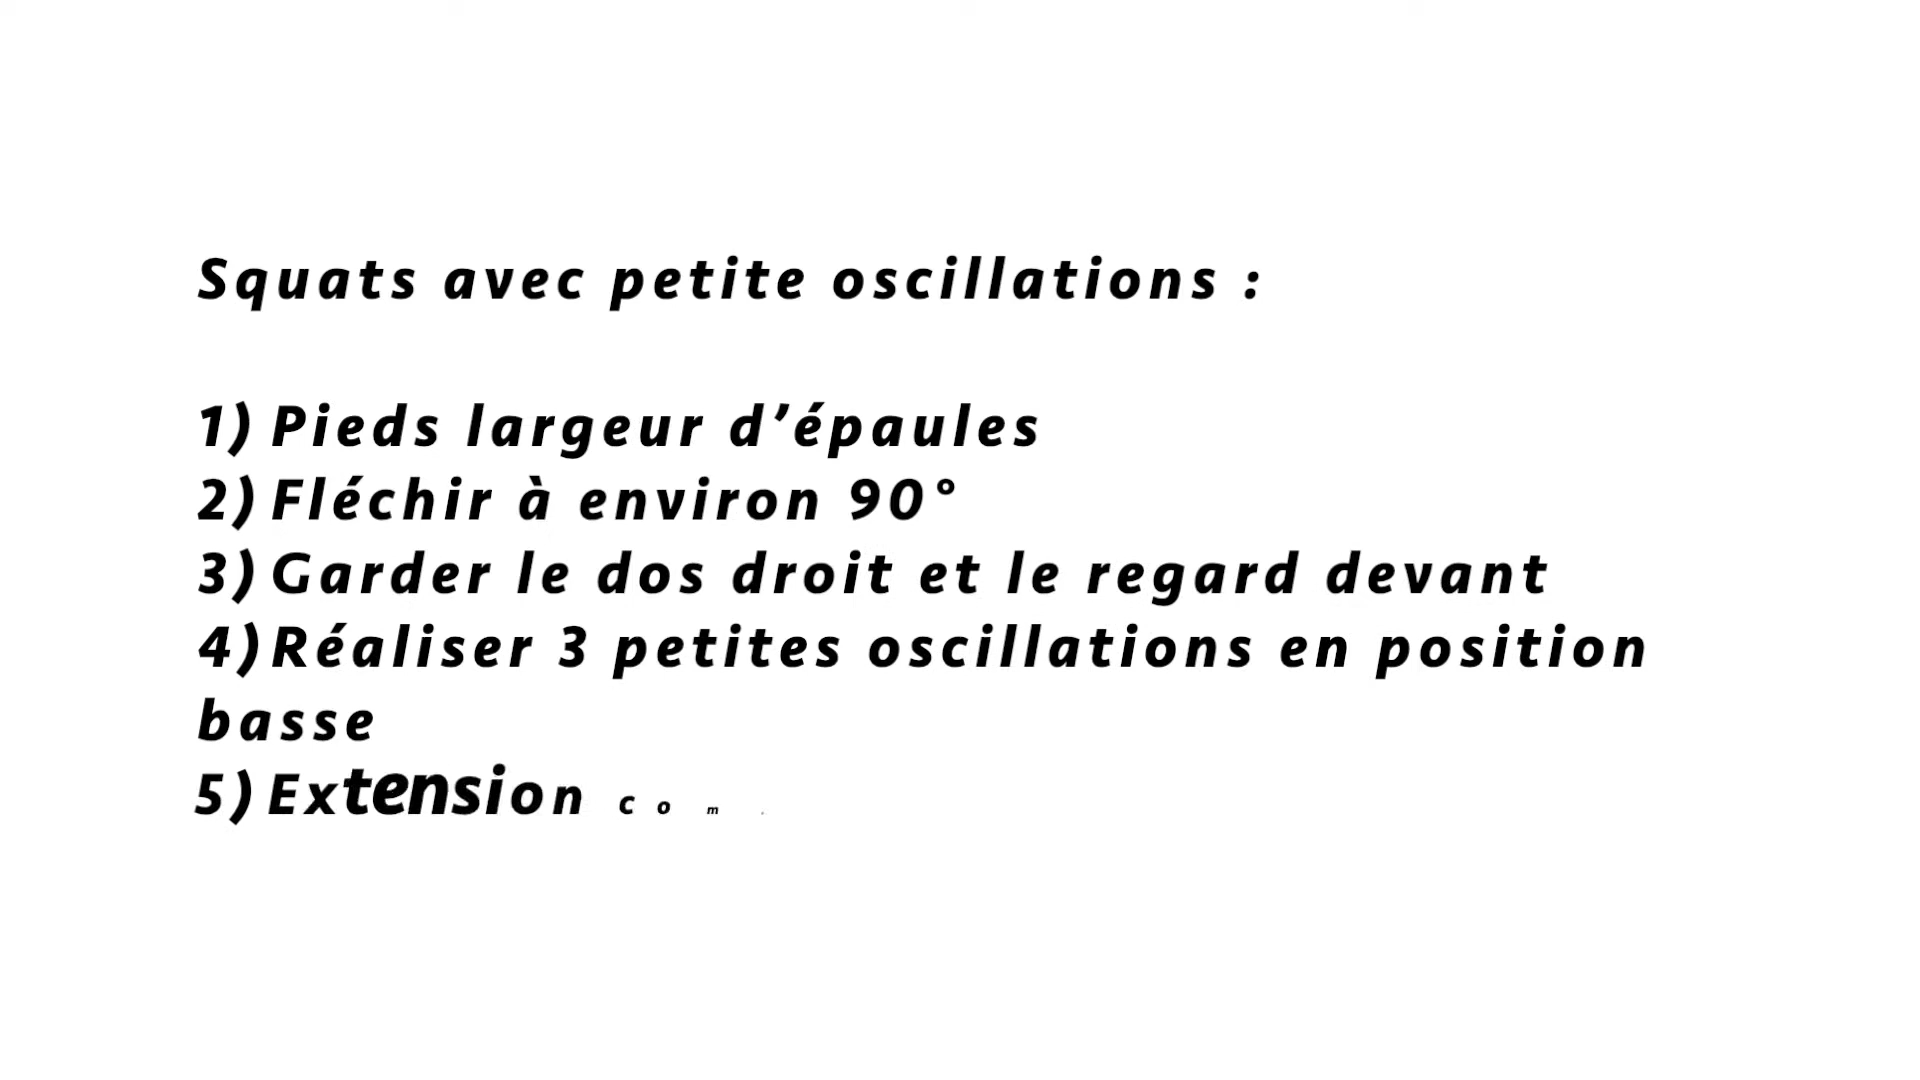 Squats avec petite oscillations :
1) Pieds largeur d’épaules
2) Fléchir à environ 90°
3) Garder le dos droit et le regard devant
4) Réaliser 3 petites oscillations en position
basse
5) Extension com